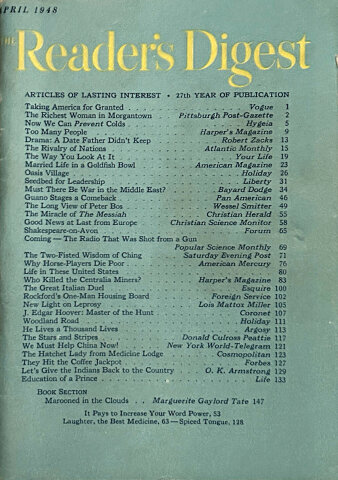 APRIL 1948
Reader's Digest
ARTICLES OF LASTING INTEREST • 27th YEAR OF PUBLICATION
Taking America for Granted . . . Vogue 1
The Richest Woman in Morgantown . . . Pittsburgh Post-Gazette 2
Now We Can Prevent Colds . . . Hygeia 5
Too Many People . . . Harper's Magazine 9
Drama: A Date Father Didn't Keep . . . Robert Zacks 13
The Rivalry of Nations . . . Atlantic Monthly 15
The Way You Look At It . . . Your Life 19
Married Life in a Goldfish Bowl . . . American Magazine 23
Oasis Village . . . Holiday 26
Seedbed for Leadership . . . Liberty 31
Must There Be War in the Middle East? . . . Bayard Dodge 34
Guano Stages a Comeback . . . Pan American 46
The Long View of Peter Bos . . . Wessel Smitter 49
The Miracle of The Messiah . . . Christian Herald 55
Good News at Last from Europe . . . Christian Science Monitor 58
Shakespeare-on-Avon . . . Forum 65
Coming — The Radio That Was Shot from a Gun
Popular Science Monthly 69
The Two-Fisted Wisdom of Ching . . . Saturday Evening Post 71
Why Horse-Players Die Poor . . . American Mercury 76
Life in These United States . . . 80
Who Killed the Centralia Miners? . . . Harper's Magazine 83
The Great Italian Duel . . . Esquire 100
Rockford's One-Man Housing Board . . . Foreign Service 102
New Light on Leprosy . . . Lois Mattox Miller 105
J. Edgar Hoover: Master of the Hunt . . . Coronet 107
Woodland Road . . . Holiday 111
He Lives a Thousand Lives . . . Argosy 113
The Stars and Stripes . . . Donald Culross Peattie 117
We Must Help China Now! . . . New York World-Telegram 121
The Hatchet Lady from Medicine Lodge . . . Cosmopolitan 123
They Hit the Coffee Jackpot . . . Forbes 127
Let's Give the Indians Back to the Country . . . O. K. Armstrong 129
Education of a Prince . . . Life 133
BOOK SECTION
Marooned in the Clouds . . Marguerite Gaylord Tate 147
It Pays to Increase Your Word Power, 53
Laughter, the Best Medicine, 63 — Spiced Tongue, 128